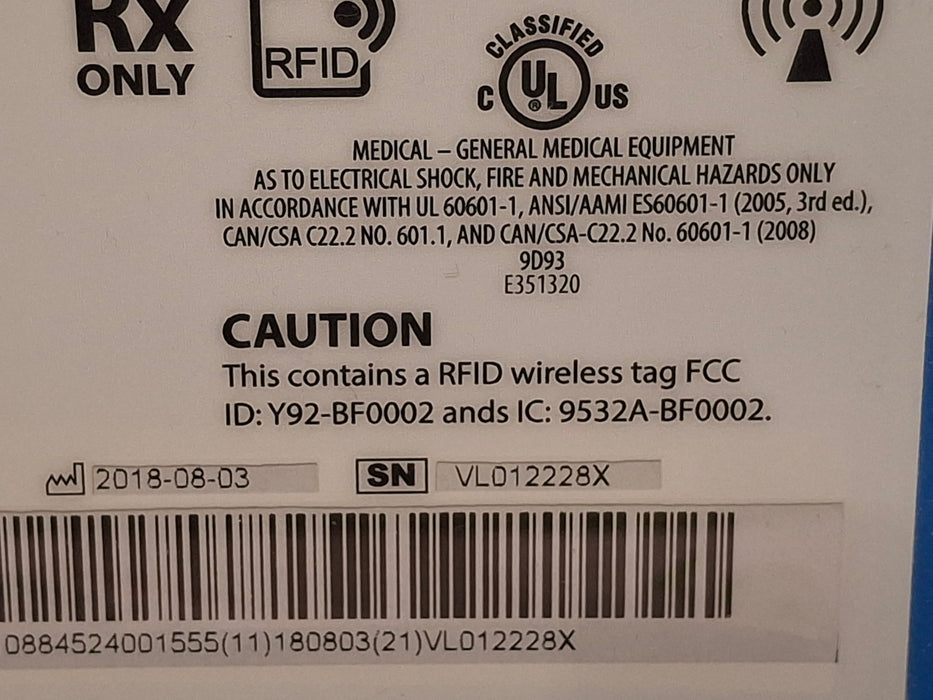 Rx
ONLY
RFID
CLASSIFIED
C UL ® US
MEDICAL – GENERAL MEDICAL EQUIPMENT
AS TO ELECTRICAL SHOCK, FIRE AND MECHANICAL HAZARDS ONLY
IN ACCORDANCE WITH UL 60601-1, ANSI/AAMI ES60601-1 (2005, 3rd ed.),
CAN/CSA C22.2 NO. 601.1, AND CAN/CSA-C22.2 No. 60601-1 (2008)
9D93
E351320
CAUTION
This contains a RFID wireless tag FCC
ID: Y92-BF0002 ands IC: 9532A-BF0002.
2018-08-03 SN VL012228X
0884524001555(11)180803(21)VL012228X